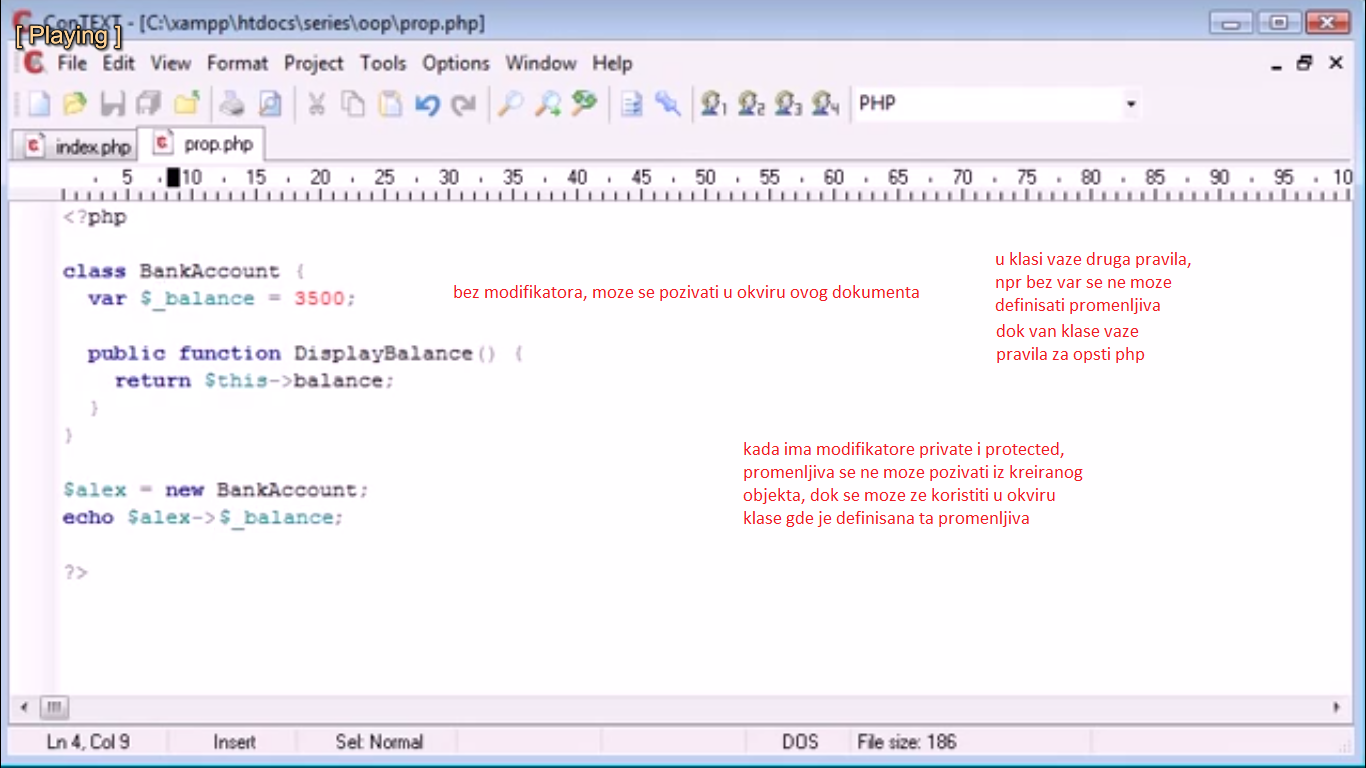 ConTEXT - [C:\xampp\htdocs\series\oop\prop.php]
[ Playing ]
File Edit View Format Project Tools Options Window Help
1 2 3 4 PHP
index.php prop.php
5 10 15 20 25 30 35 40 45 50 55 60 65 70 75 80 85 90 95 10
<?php
class BankAccount {
var $_balance = 3500;
public function DisplayBalance() {
return $this->balance;
}
}
$alex = new BankAccount;
echo $alex->$_balance;
?>
bez modifikatora, moze se pozivati u okviru ovog dokumenta
u klasi vaze druga pravila,
npr bez var se ne moze
definisati promenljiva
dok van klase vaze
pravila za opsti php
kada ima modifikatore private i protected,
promenljiva se ne moze pozivati iz kreiranog
objekta, dok se moze ze koristiti u okviru
klase gde je definisana ta promenljiva
Ln 4, Col 9 Insert Sel: Normal DOS File size: 186